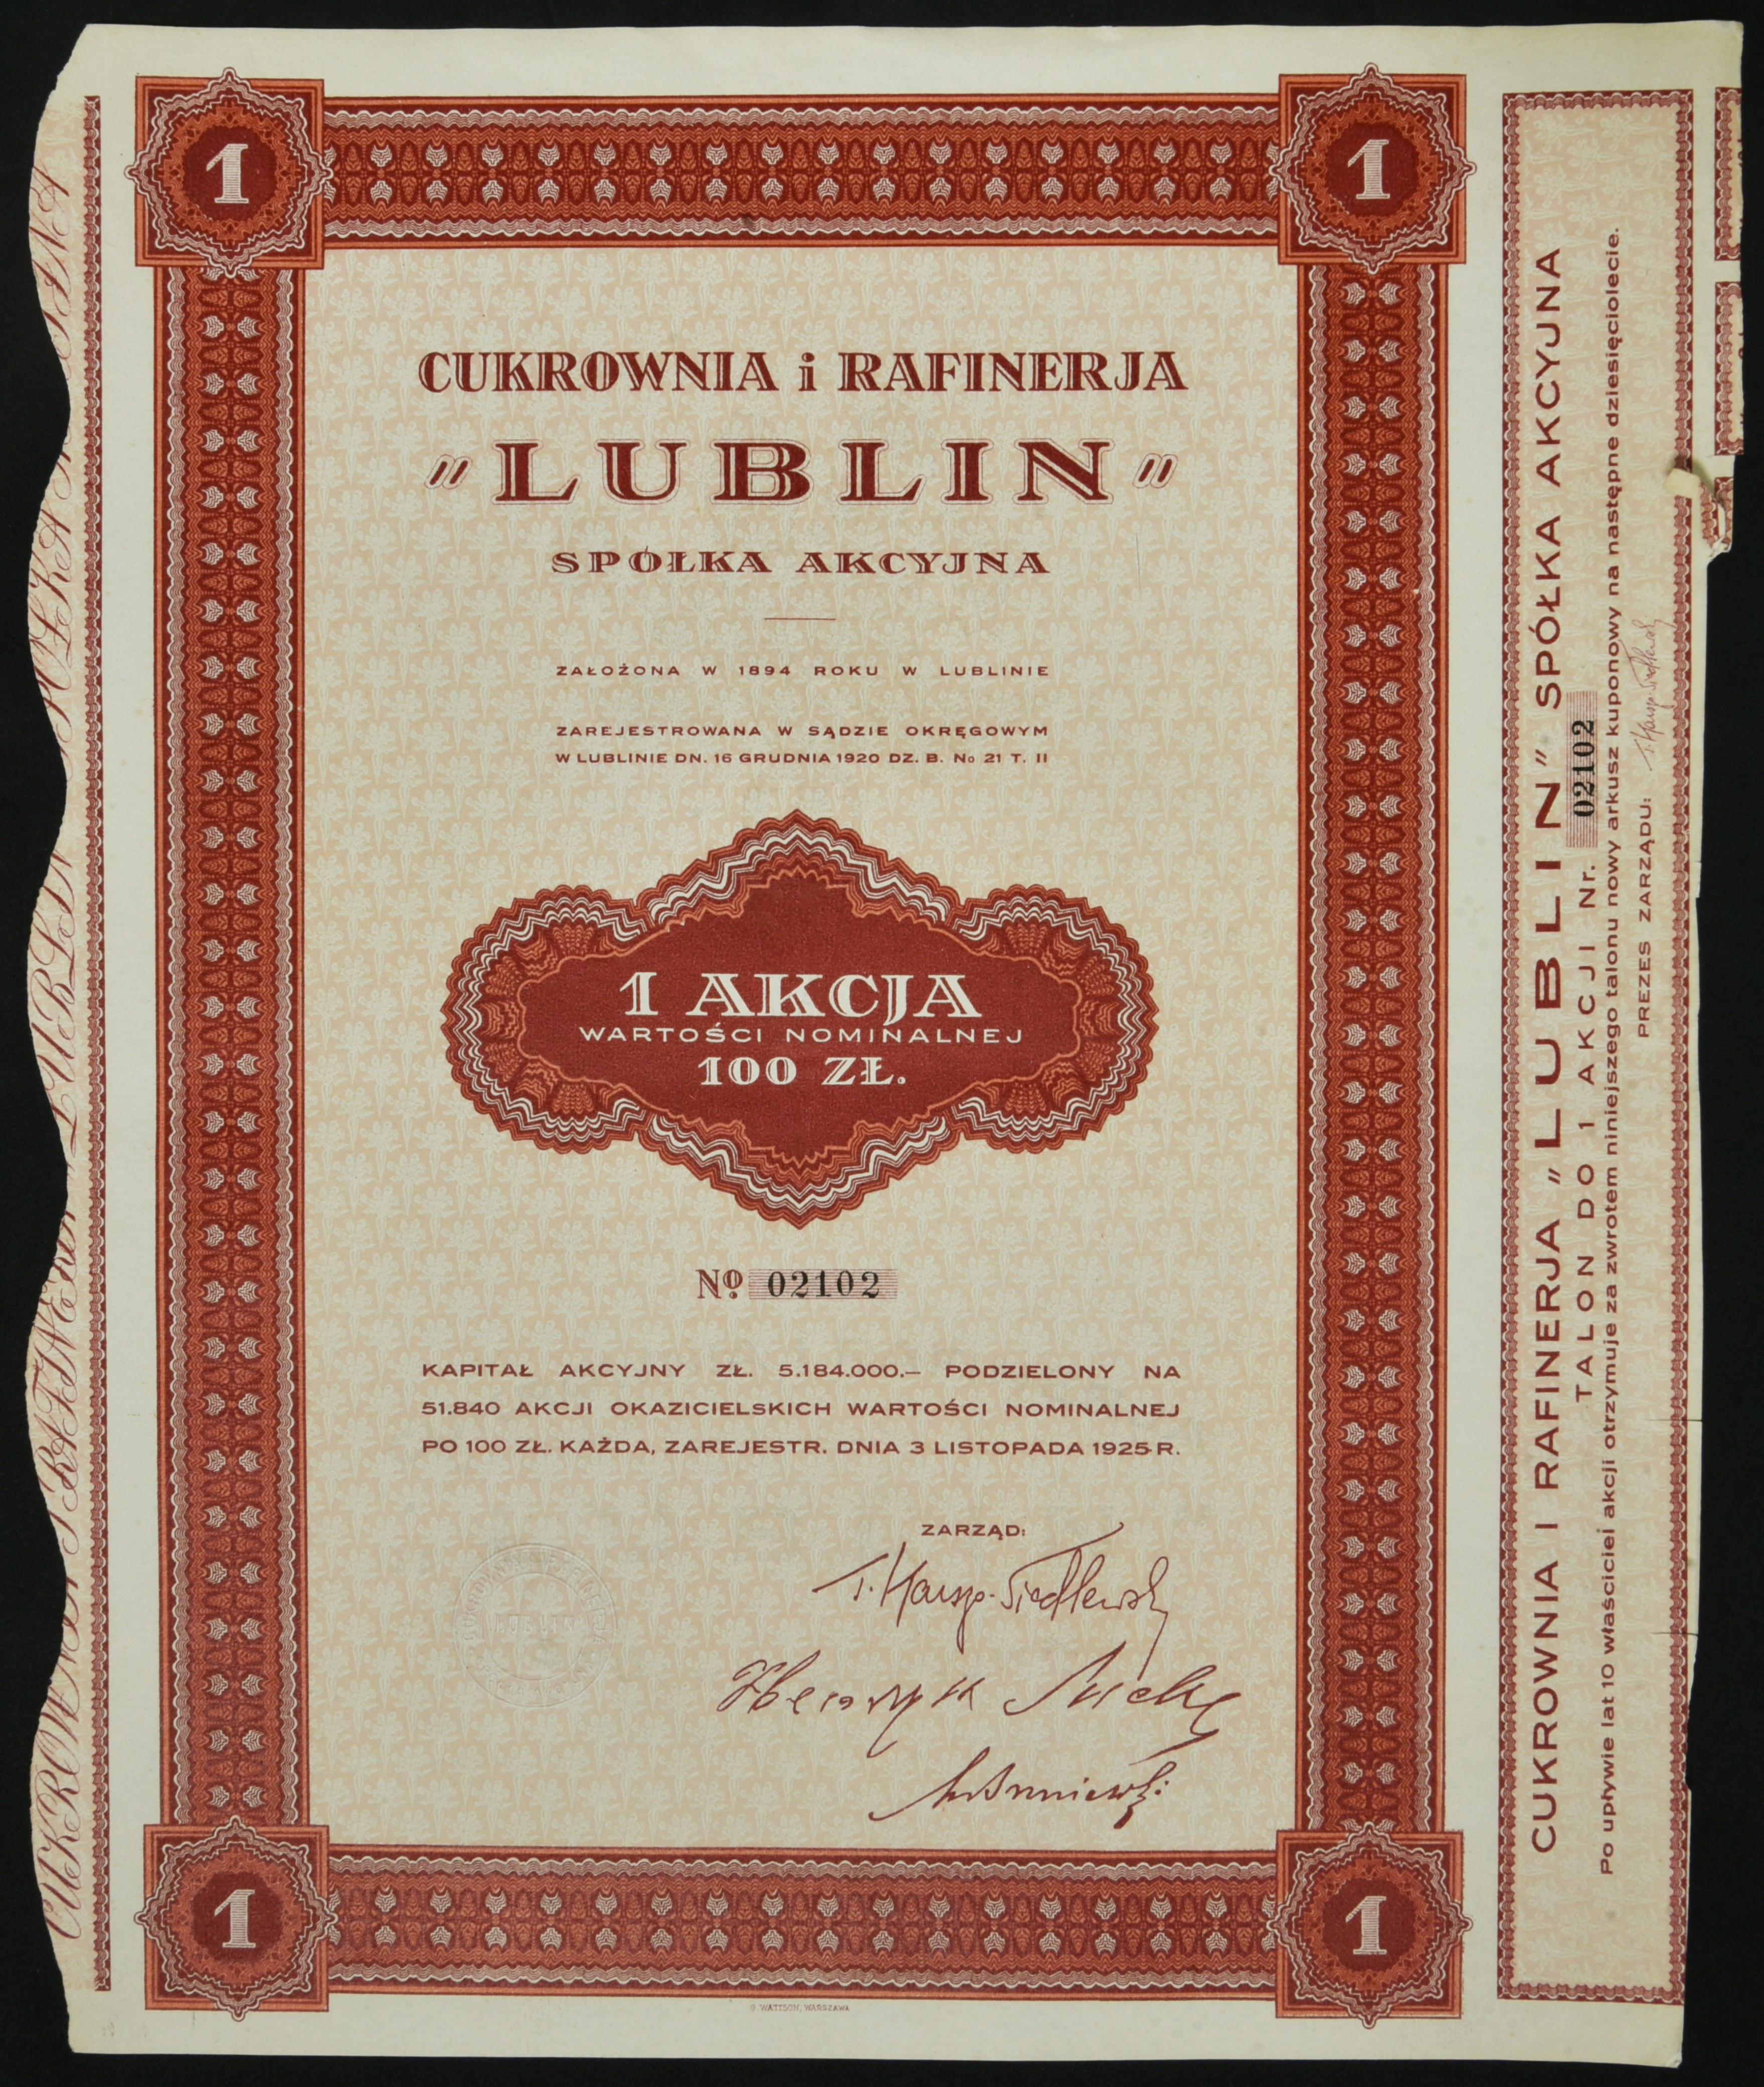 1
1
CUKROWNIA i RAFINERJA
"LUBLIN"
SPÓŁKA AKCYJNA
ZAŁOŻONA W 1894 ROKU W LUBLINIE
ZAREJESTROWANA W SĄDZIE OKRĘGOWYM
W LUBLINIE DN. 16 GRUDNIA 1920 DZ. B. No 21 T. II
1 AKCJA
WARTOŚCI NOMINALNEJ
100 ZŁ.
Nº 02102
KAPITAŁ AKCYJNY ZŁ. 5.184.000.— PODZIELONY NA
51.840 AKCJI OKAZICIELSKICH WARTOŚCI NOMINALNEJ
PO 100 ZŁ. KAŻDA, ZAREJESTR. DNIA 3 LISTOPADA 1925 R.
ZARZĄD:
Henryk
LUBLIN
1
1
CUKROWNIA I RAFINERJA „LUBLIN" SPÓŁKA AKCYJNA
TALON DO 1 AKCJI Nr. 02102
Po upływie lat 10 właściciel akcji otrzymuje za zwrotem niniejszego talonu nowy arkusz kuponowy na następne dziesięciolecie.
PREZES ZARZĄDU: